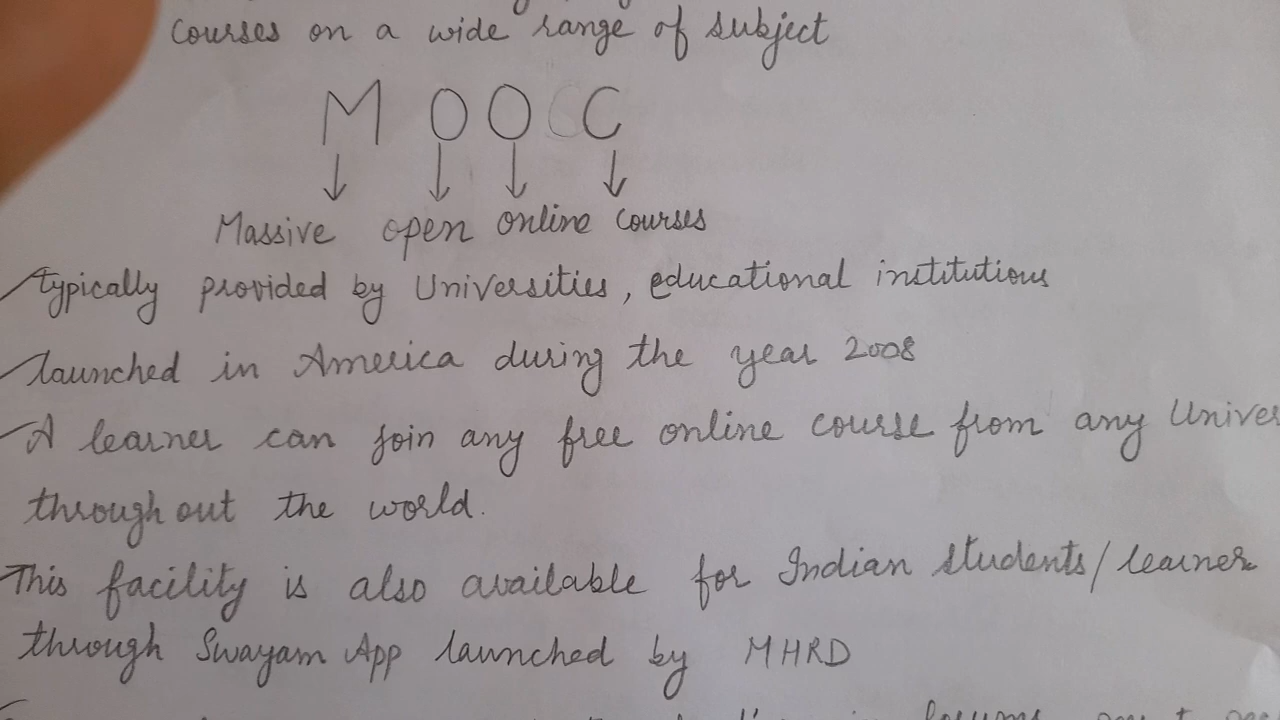 courses on a wide range of subject
M O O C
Massive open online courses
typically provided by Universities, educational institutions
launched in America during the year 2008
A learner can join any free online course from any Univer
throughout the world.
This facility is also available for Indian students/learner
through Swayam App launched by MHRD